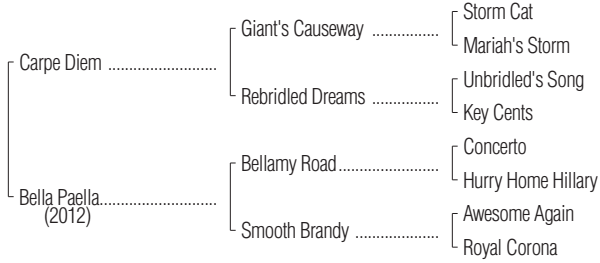 Storm Cat
Giant's Causeway ................
Mariah's Storm
Carpe Diem ..........................
Unbridled's Song
Rebridled Dreams ................
Key Cents
Concerto
Bellamy Road........................
Hurry Home Hillary
Bella Paella............................
(2012)
Awesome Again
Smooth Brandy ....................
Royal Corona